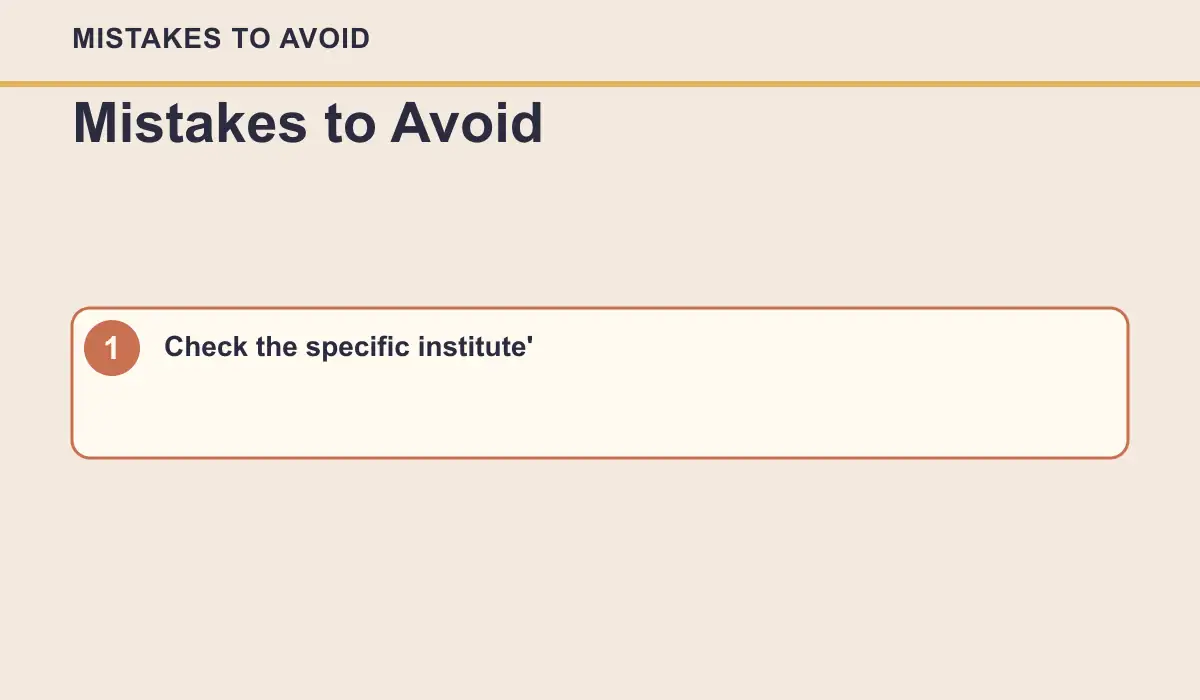 MISTAKES TO AVOID
Mistakes to Avoid
1 Check the specific institute'